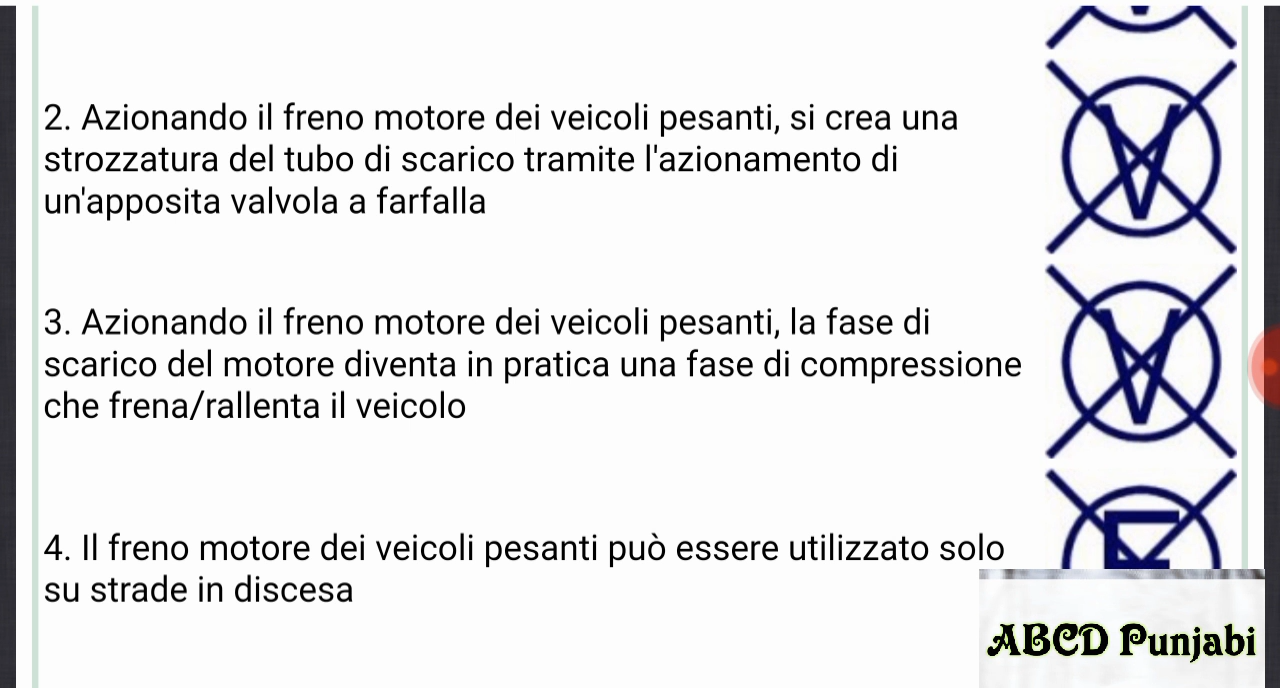 V
2. Azionando il freno motore dei veicoli pesanti, si crea una
strozzatura del tubo di scarico tramite l'azionamento di
un'apposita valvola a farfalla
V
3. Azionando il freno motore dei veicoli pesanti, la fase di
scarico del motore diventa in pratica una fase di compressione
che frena/rallenta il veicolo
V
4. Il freno motore dei veicoli pesanti può essere utilizzato solo
su strade in discesa
F
ABCD Punjabi